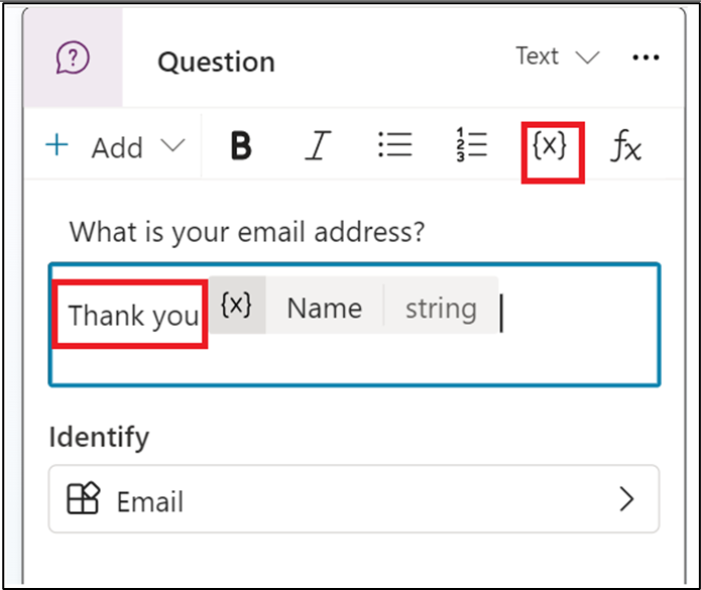 Question Text
Add B I {x} fx
What is your email address?
Thank you {x} Name string
Identify
Email